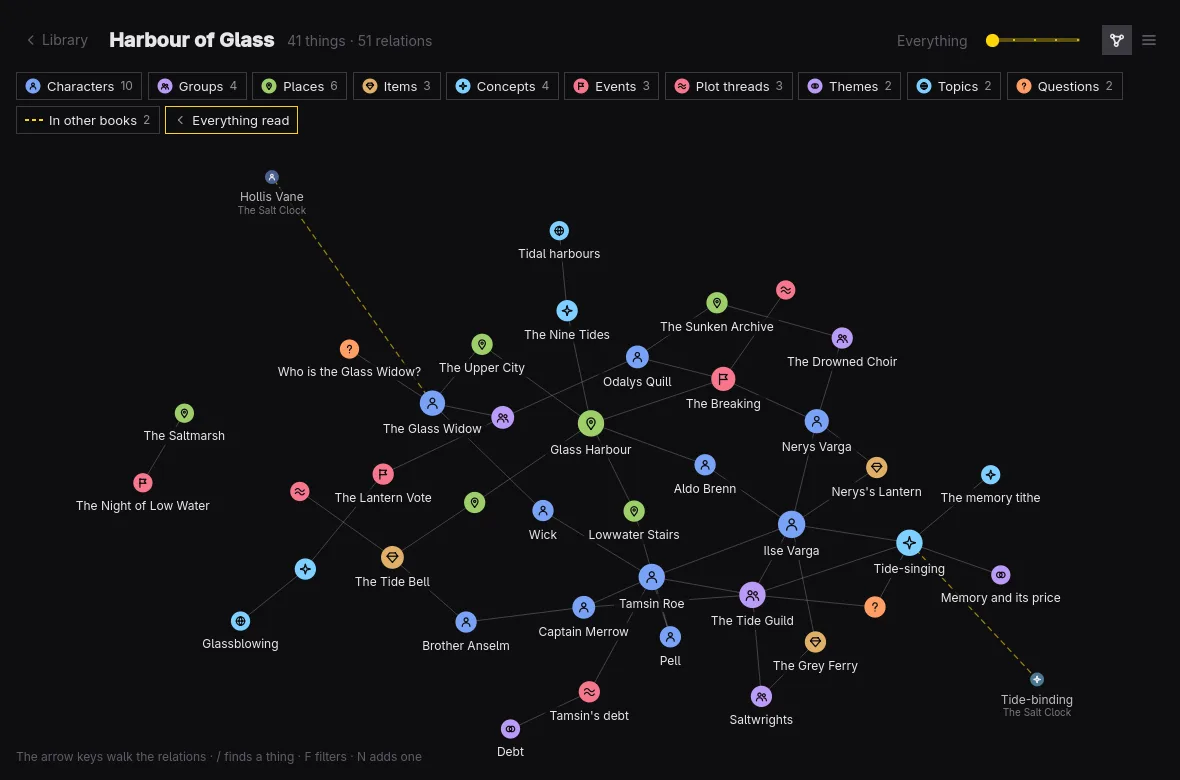 Library
Harbour of Glass
41 things · 51 relations
Everything
Characters 10
Groups 4
Places 6
Items 3
Concepts 4
Events 3
Plot threads 3
Themes 2
Topics 2
Questions 2
In other books 2
Everything read
Hollis Vane
The Salt Clock
Tidal harbours
The Nine Tides
The Sunken Archive
The Drowned Choir
Who is the Glass Widow?
The Upper City
Odalys Quill
The Breaking
The Glass Widow
The Saltmarsh
Glass Harbour
Nerys Varga
Aldo Brenn
Nerys's Lantern
The memory tithe
The Lantern Vote
The Night of Low Water
Wick
Lowwater Stairs
Ilse Varga
Tide-singing
The Tide Bell
Memory and its price
Tamsin Roe
The Tide Guild
Captain Merrow
Glassblowing
Brother Anselm
Pell
The Grey Ferry
Tide-binding
The Salt Clock
Tamsin's debt
Saltwrights
Debt
The arrow keys walk the relations · / finds a thing · F filters · N adds one